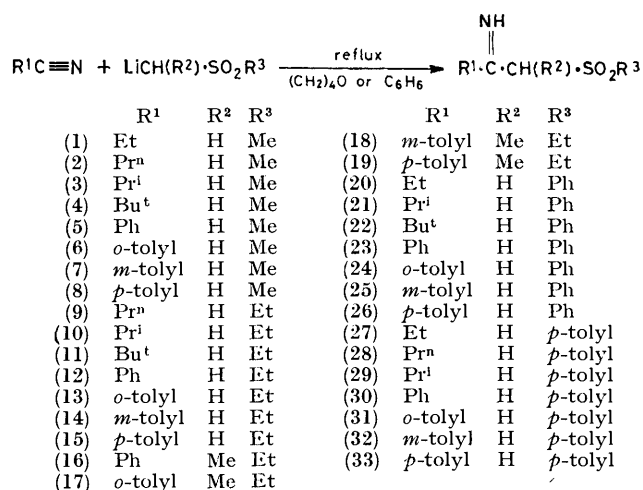 NH
R¹C≡N + LiCH(R²)·SO₂R³ reflux (CH₂)₄O or C₆H₆ R¹·C·CH(R²)·SO₂R³
R¹ R² R³ R¹ R² R³
(1) Et H Me (18) m-tolyl Me Et
(2) Prⁿ H Me (19) p-tolyl Me Et
(3) Prⁱ H Me (20) Et H Ph
(4) Buᵗ H Me (21) Prⁱ H Ph
(5) Ph H Me (22) Buᵗ H Ph
(6) o-tolyl H Me (23) Ph H Ph
(7) m-tolyl H Me (24) o-tolyl H Ph
(8) p-tolyl H Me (25) m-tolyl H Ph
(9) Prⁿ H Et (26) p-tolyl H Ph
(10) Prⁱ H Et (27) Et H p-tolyl
(11) Buᵗ H Et (28) Prⁿ H p-tolyl
(12) Ph H Et (29) Prⁱ H p-tolyl
(13) o-tolyl H Et (30) Ph H p-tolyl
(14) m-tolyl H Et (31) o-tolyl H p-tolyl
(15) p-tolyl H Et (32) m-tolyl H p-tolyl
(16) Ph Me Et (33) p-tolyl H p-tolyl
(17) o-tolyl Me Et